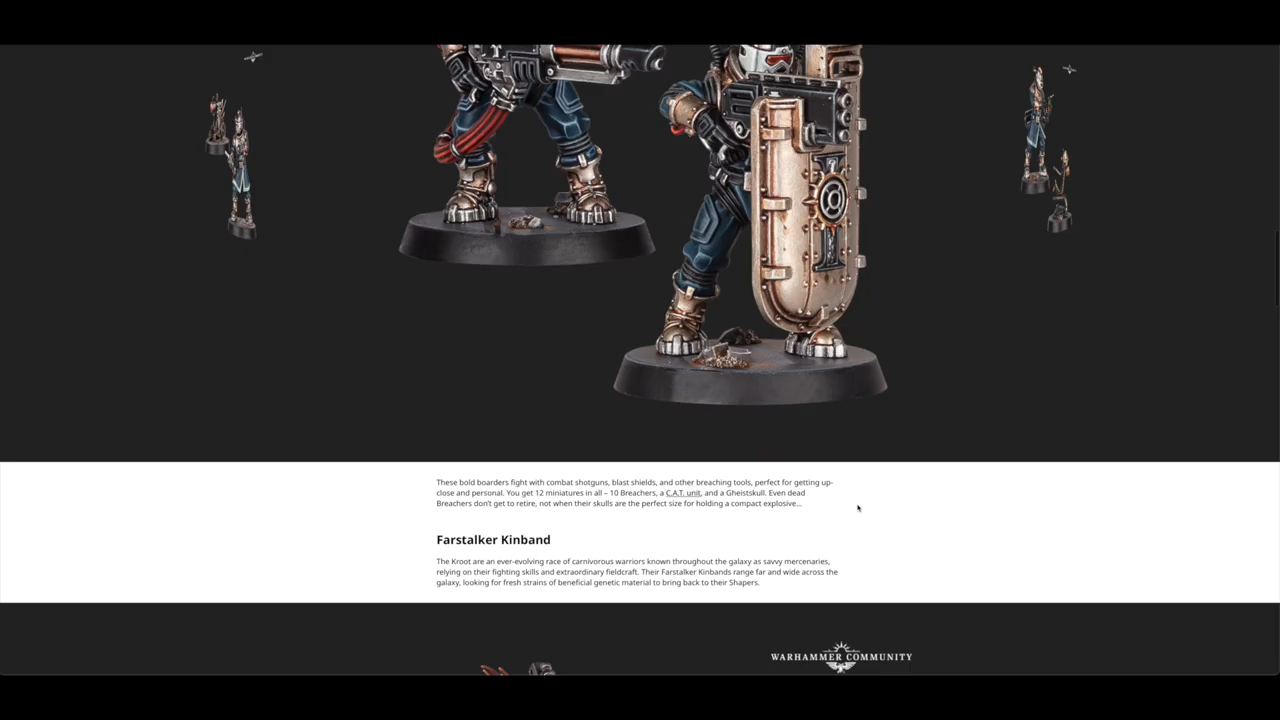 These bold boarders fight with combat shotguns, blast shields, and other breaching tools, perfect for getting up-
close and personal. You get 12 miniatures in all – 10 Breachers, a C.A.T. unit, and a Gheistskull. Even dead
Breachers don't get to retire, not when their skulls are the perfect size for holding a compact explosive...
Farstalker Kinband
The Kroot are an ever-evolving race of carnivorous warriors known throughout the galaxy as savvy mercenaries,
relying on their fighting skills and extraordinary fieldcraft. Their Farstalker Kinbands range far and wide across the
galaxy, looking for fresh strains of beneficial genetic material to bring back to their Shapers.
WARHAMMER COMMUNITY